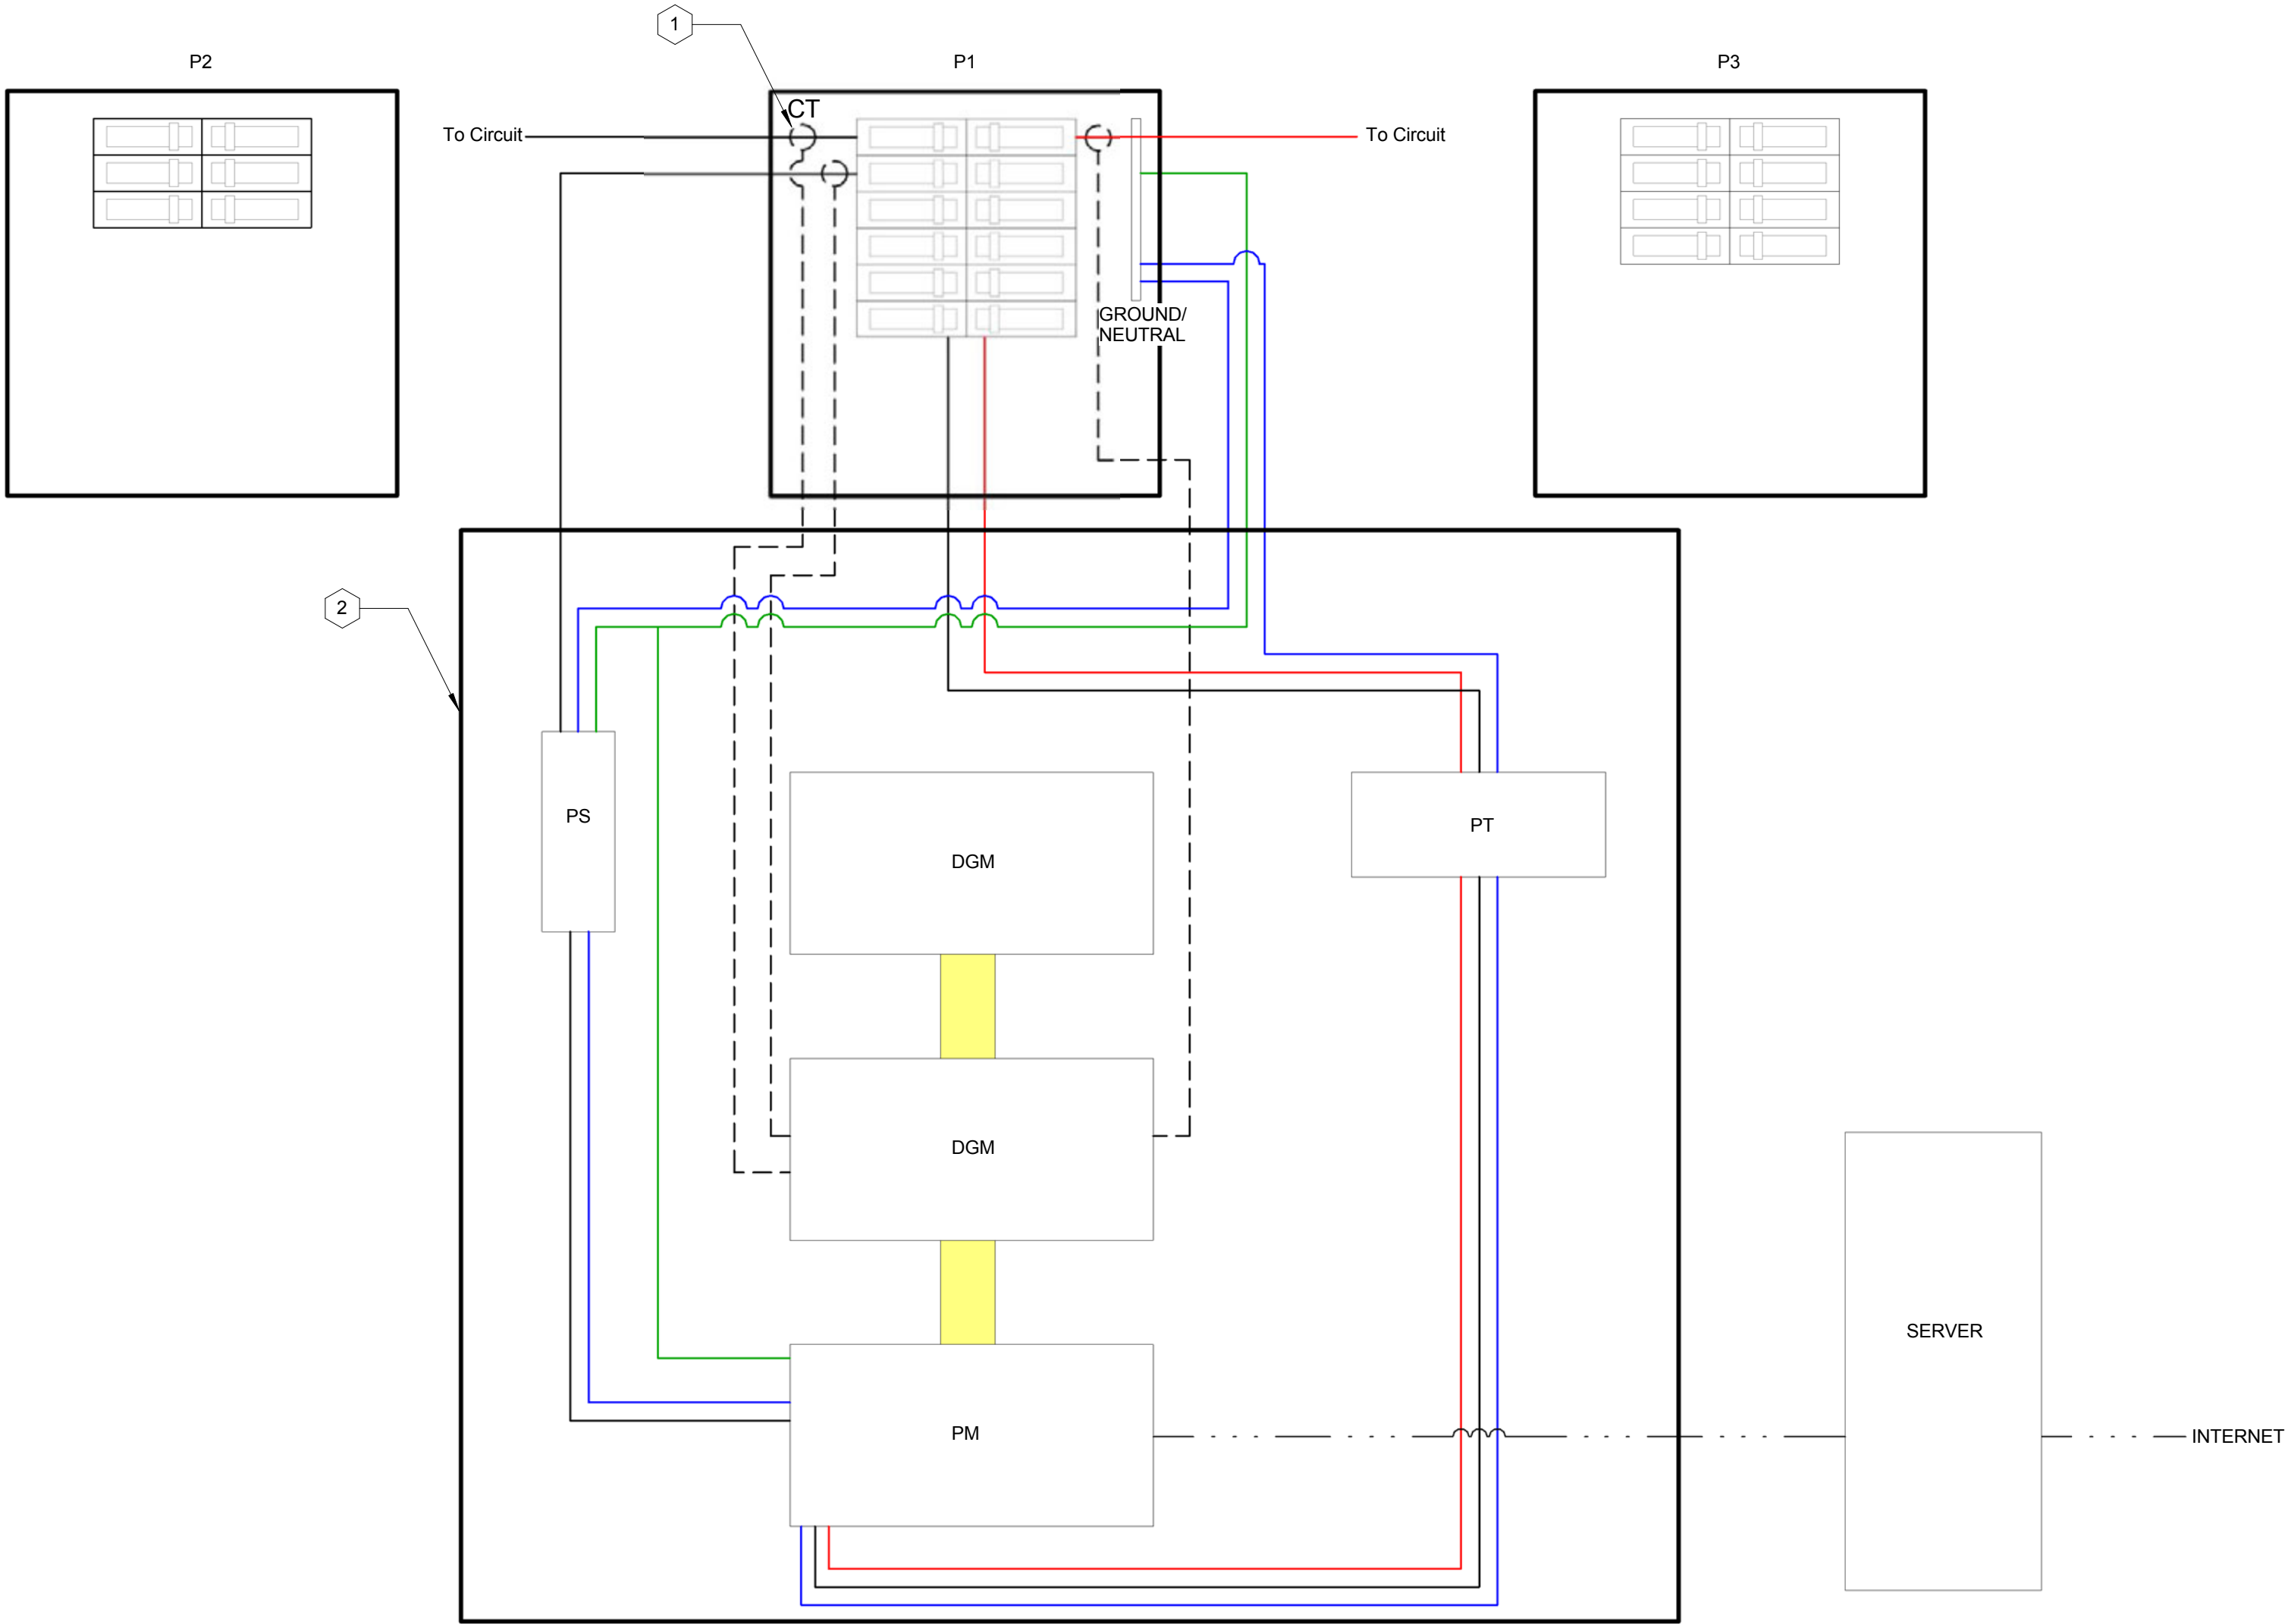 1
P2
P1
P3
CT
To Circuit
To Circuit
GROUND/
NEUTRAL
2
PS
PT
DGM
DGM
SERVER
PM
INTERNET